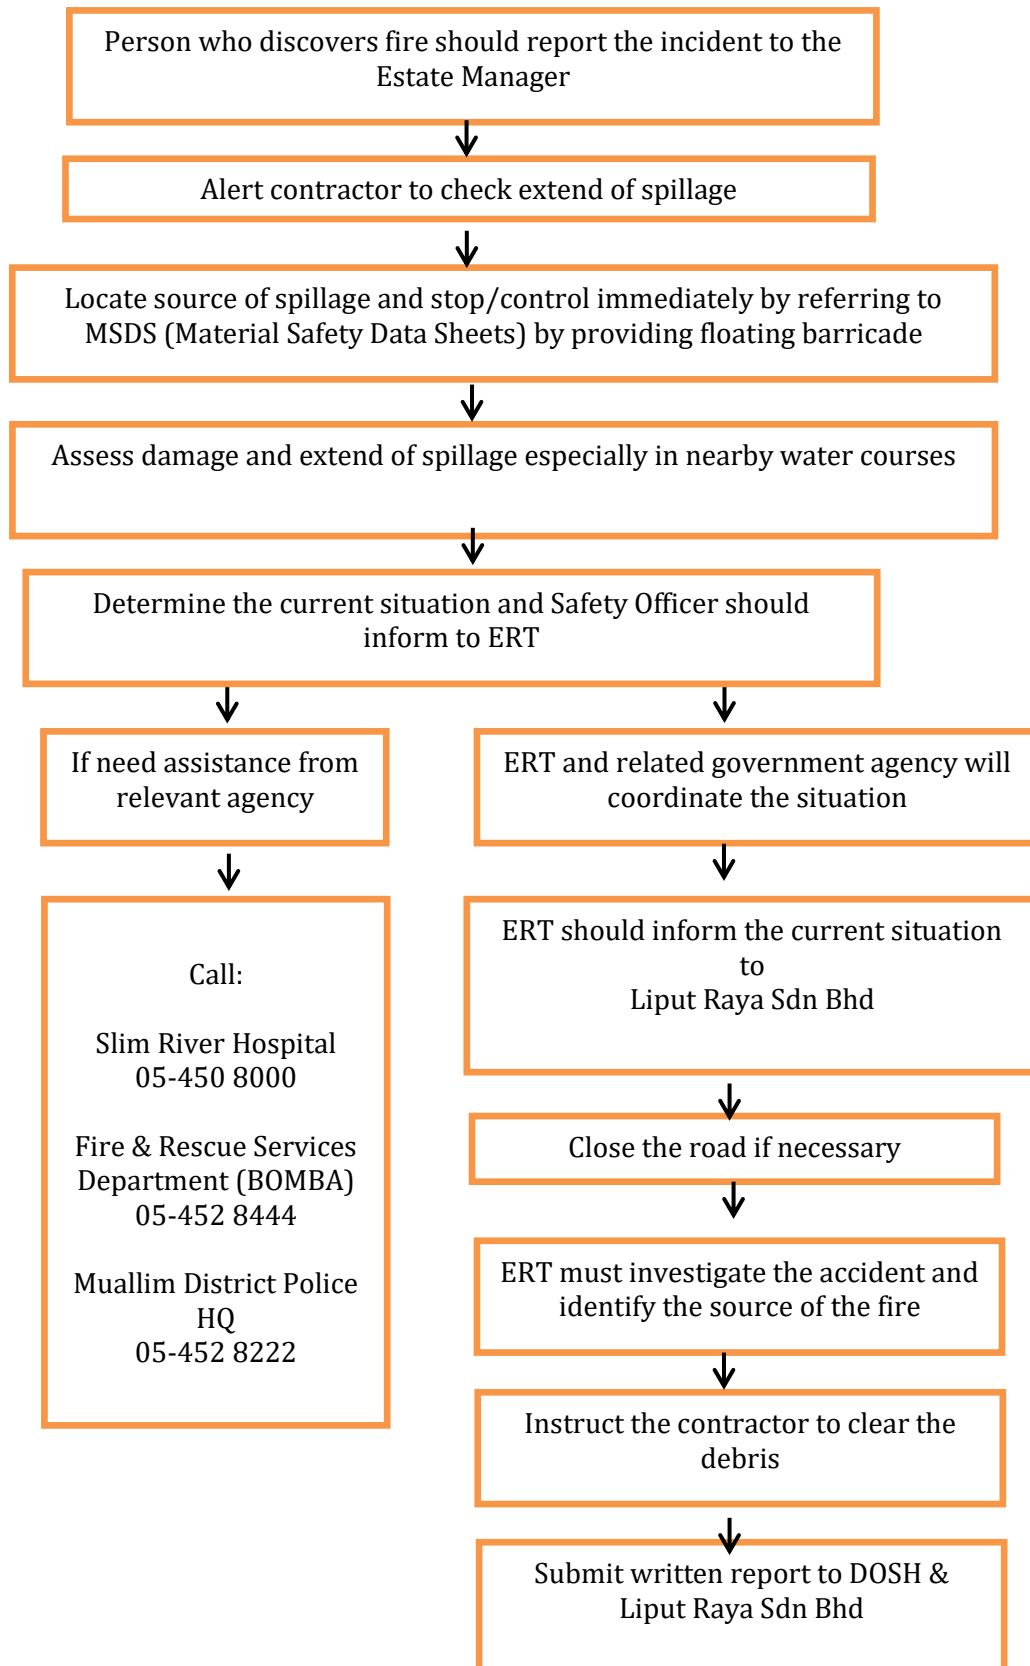 Person who discovers fire should report the incident to the
Estate Manager
Alert contractor to check extend of spillage
Locate source of spillage and stop/control immediately by referring to
MSDS (Material Safety Data Sheets) by providing floating barricade
Assess damage and extend of spillage especially in nearby water courses
Determine the current situation and Safety Officer should
inform to ERT
If need assistance from
relevant agency
Call:
Slim River Hospital
05-450 8000
Fire & Rescue Services
Department (BOMBA)
05-452 8444
Muallim District Police
HQ
05-452 8222
ERT and related government agency will
coordinate the situation
ERT should inform the current situation
to
Liput Raya Sdn Bhd
Close the road if necessary
ERT must investigate the accident and
identify the source of the fire
Instruct the contractor to clear the
debris
Submit written report to DOSH &
Liput Raya Sdn Bhd